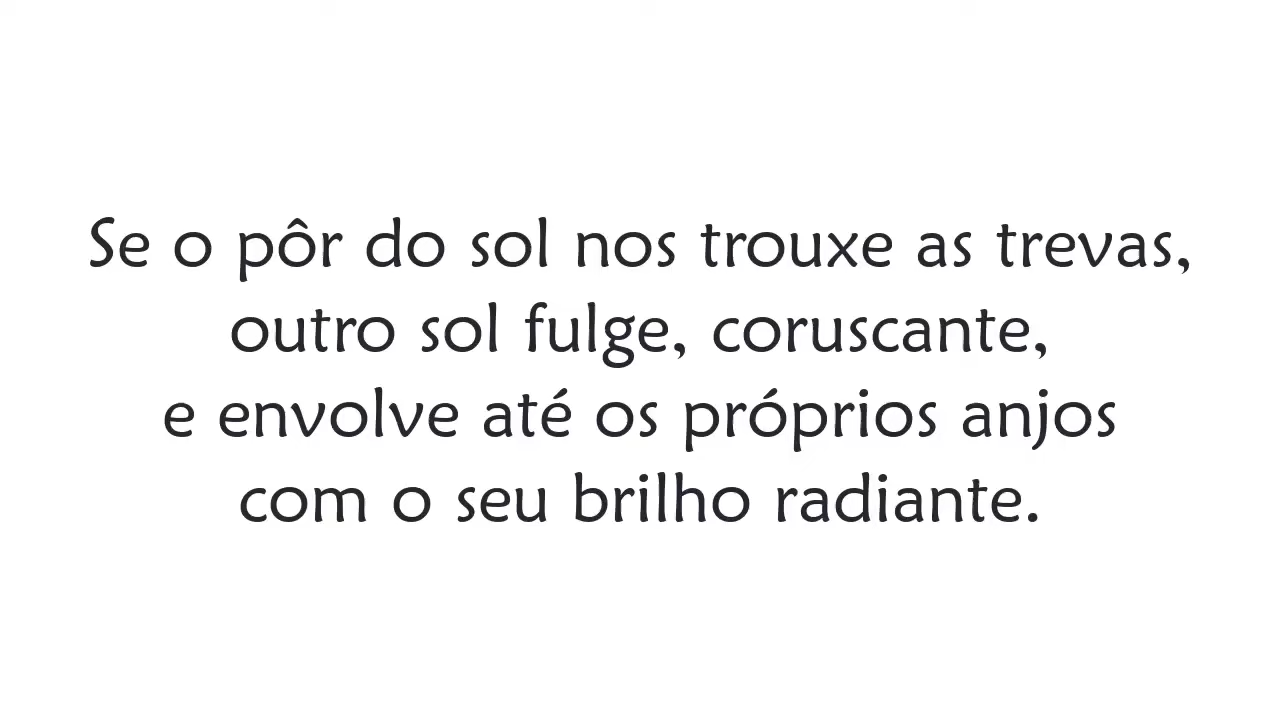 Se o pôr do sol nos trouxe as trevas,
outro sol fulge, coruscante,
e envolve até os próprios anjos
com o seu brilho radiante.